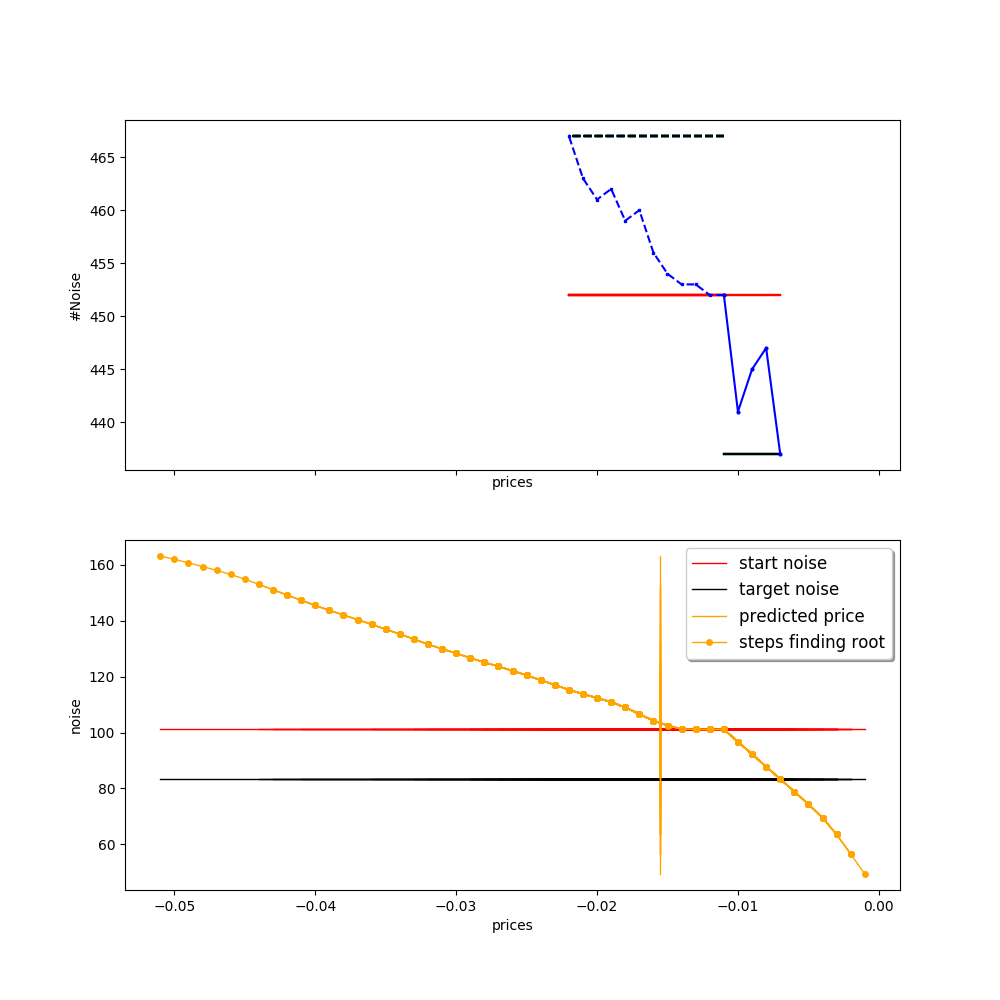 465
460
455
450
445
440
#Noise
prices
160
140
120
100
80
60
noise
start noise
target noise
predicted price
steps finding root
−0.05
−0.04
−0.03
−0.02
−0.01
0.00
prices